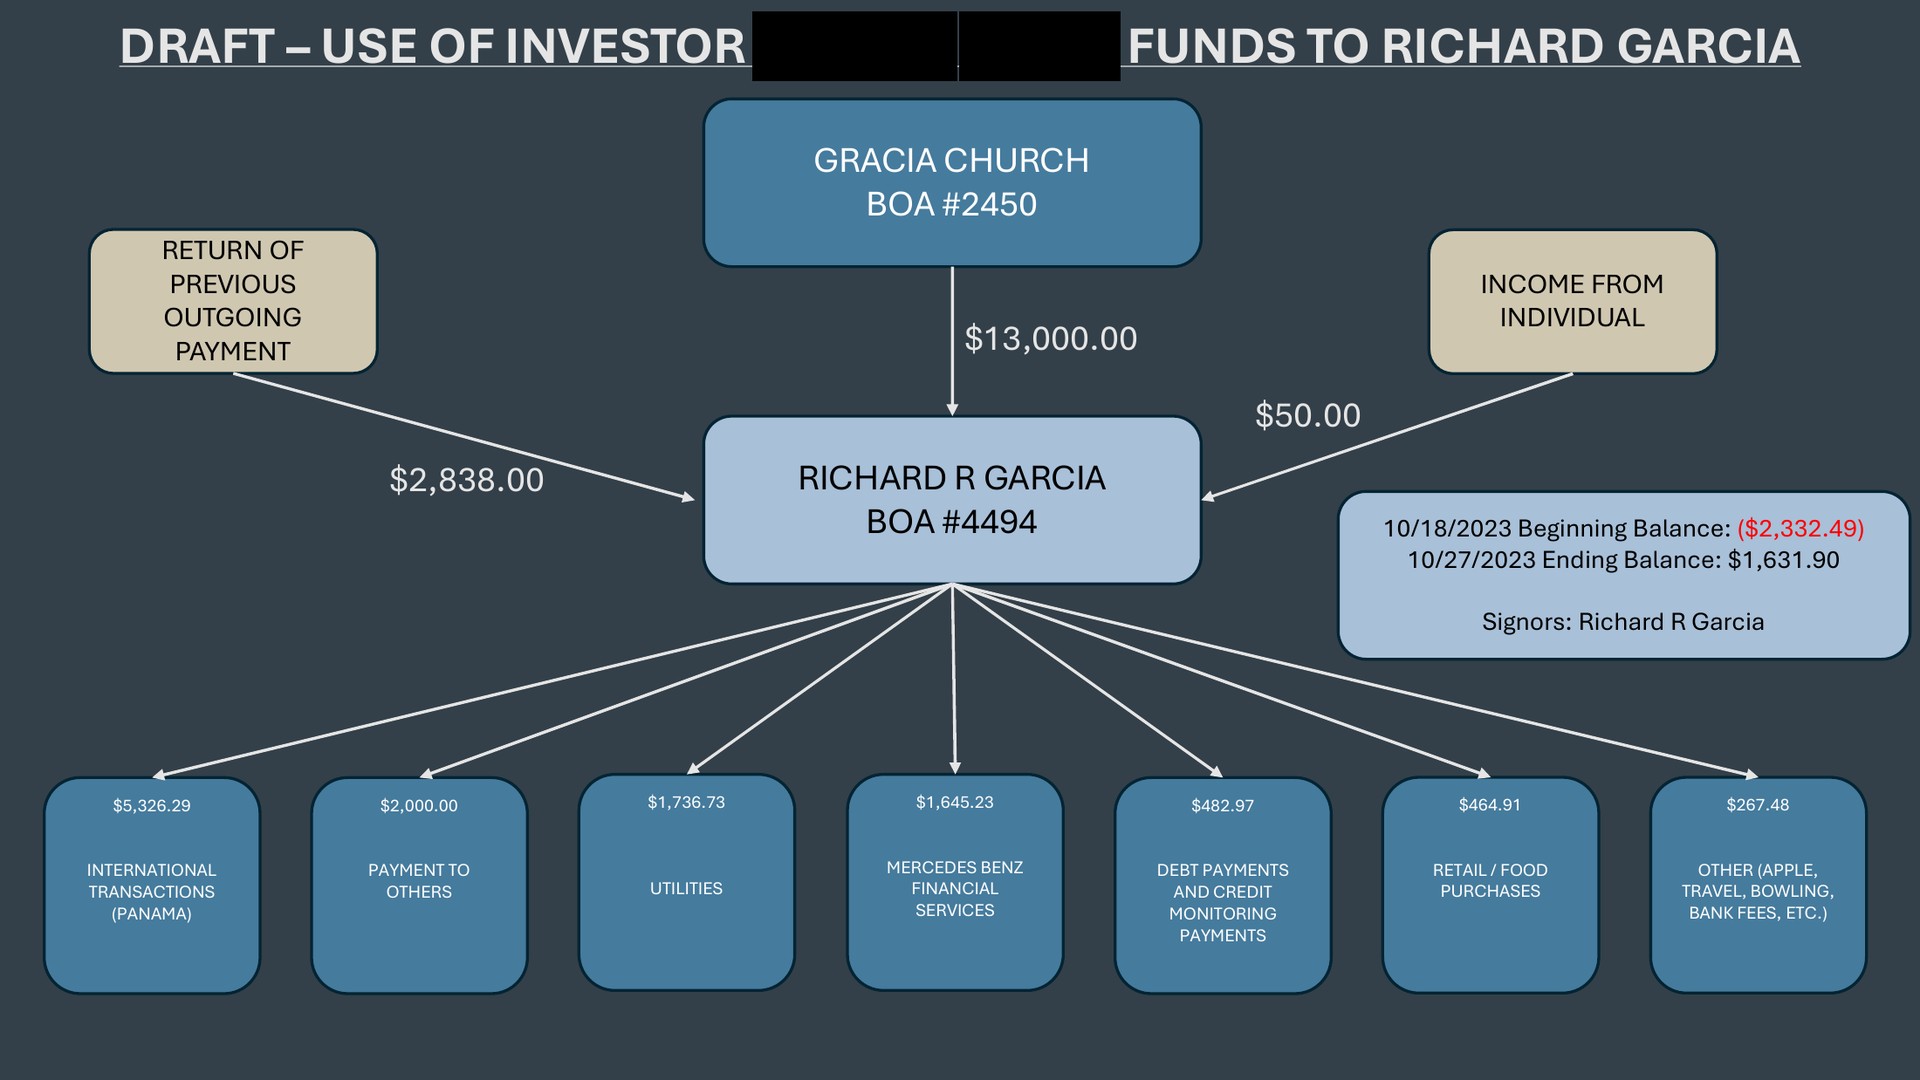 DRAFT – USE OF INVESTOR FUNDS TO RICHARD GARCIA
GRACIA CHURCH
BOA #2450
RETURN OF
PREVIOUS
OUTGOING
PAYMENT
INCOME FROM
INDIVIDUAL
$13,000.00
$50.00
$2,838.00
RICHARD R GARCIA
BOA #4494
10/18/2023 Beginning Balance: ($2,332.49)
10/27/2023 Ending Balance: $1,631.90
Signors: Richard R Garcia
$5,326.29
INTERNATIONAL
TRANSACTIONS
(PANAMA)
$2,000.00
PAYMENT TO
OTHERS
$1,736.73
UTILITIES
$1,645.23
MERCEDES BENZ
FINANCIAL
SERVICES
$482.97
DEBT PAYMENTS
AND CREDIT
MONITORING
PAYMENTS
$464.91
RETAIL / FOOD
PURCHASES
$267.48
OTHER (APPLE,
TRAVEL, BOWLING,
BANK FEES, ETC.)